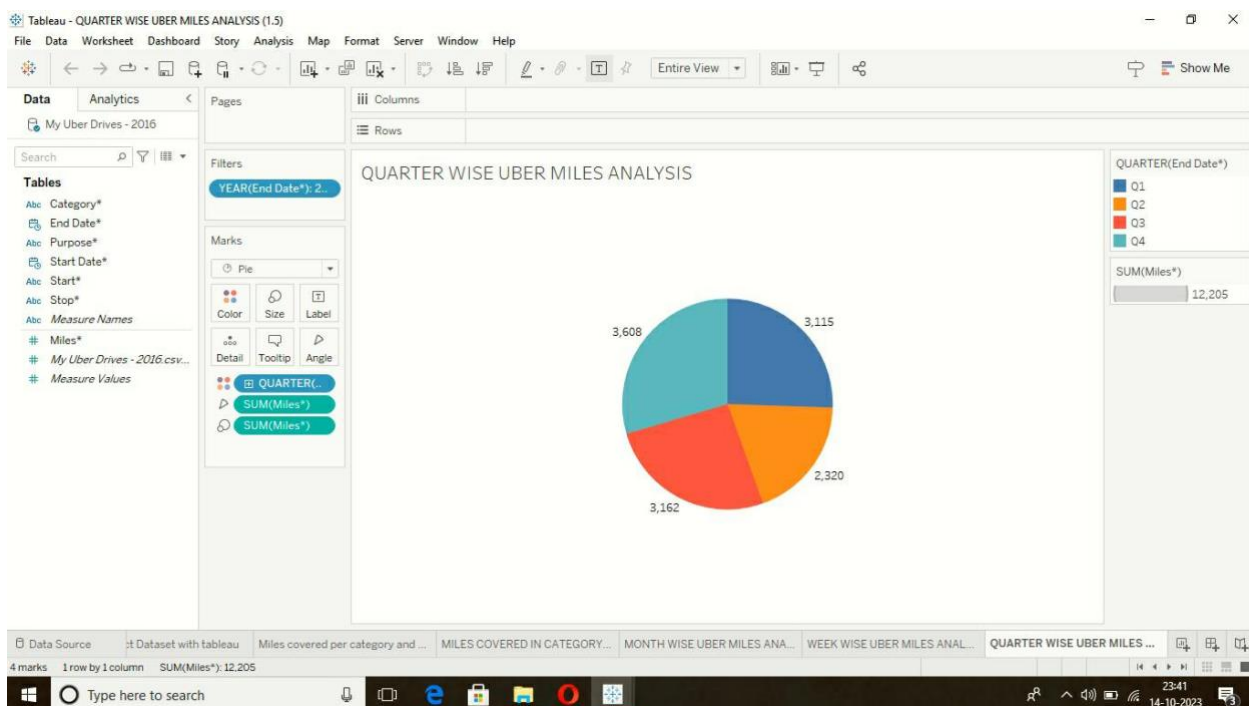 Tableau - QUARTER WISE UBER MILES ANALYSIS (1.5)
File Data Worksheet Dashboard Story Analysis Map Format Server Window Help
Entire View
Show Me
Data Analytics
My Uber Drives - 2016
Search
Tables
Abc Category*
End Date*
Abc Purpose*
Start Date*
Abc Start*
Abc Stop*
Abc Measure Names
# Miles*
# My Uber Drives - 2016.csv...
# Measure Values
Pages
Filters
YEAR(End Date*): 2..
Marks
Pie
Color Size Label
Detail Tooltip Angle
QUARTER(..
SUM(Miles*)
SUM(Miles*)
Columns
Rows
QUARTER WISE UBER MILES ANALYSIS
3,608
3,115
2,320
3,162
QUARTER(End Date*)
Q1
Q2
Q3
Q4
SUM(Miles*)
12,205
Data Source :t Dataset with tableau Miles covered per category and ... MILES COVERED IN CATEGORY... MONTH WISE UBER MILES ANA... WEEK WISE UBER MILES ANAL... QUARTER WISE UBER MILES ...
4 marks 1 row by 1 column SUM(Miles*): 12,205
Type here to search
23:41
14-10-2023